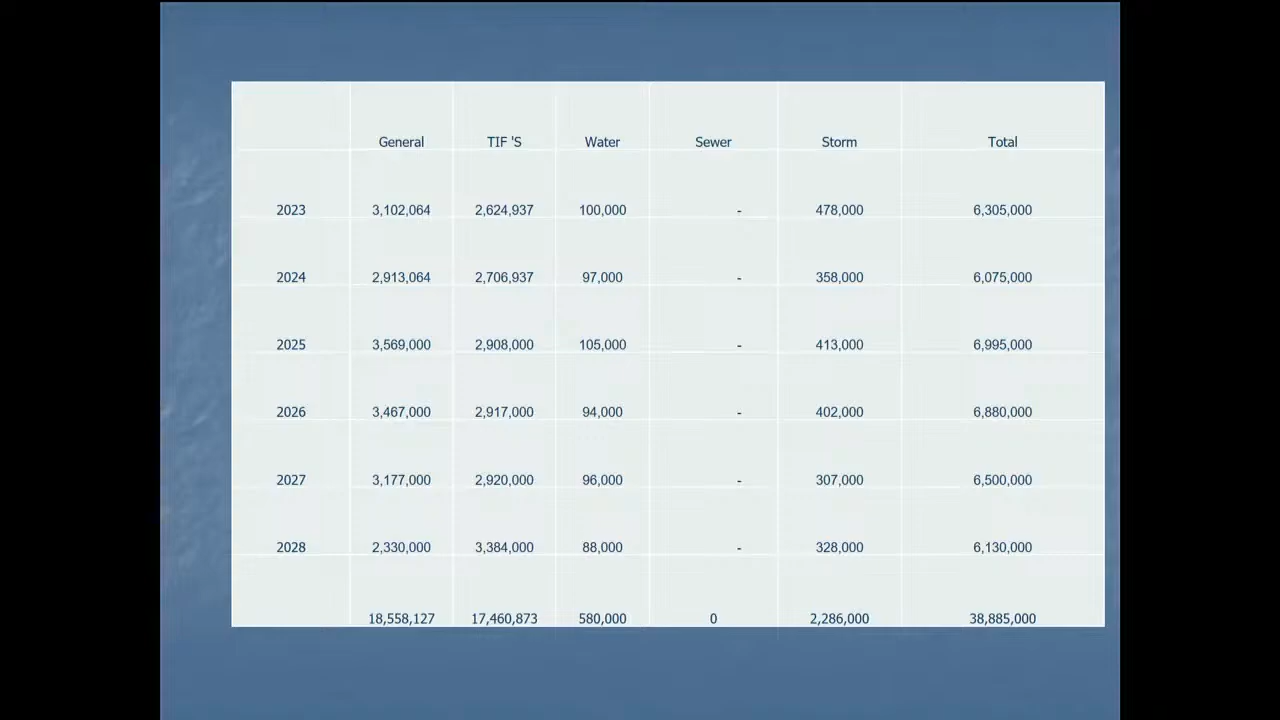 General TIF 'S Water Sewer Storm Total
2023 3,102,064 2,624,937 100,000 - 478,000 6,305,000
2024 2,913,064 2,706,937 97,000 - 358,000 6,075,000
2025 3,569,000 2,908,000 105,000 - 413,000 6,995,000
2026 3,467,000 2,917,000 94,000 - 402,000 6,880,000
2027 3,177,000 2,920,000 96,000 - 307,000 6,500,000
2028 2,330,000 3,384,000 88,000 - 328,000 6,130,000
18,558,127 17,460,873 580,000 0 2,286,000 38,885,000